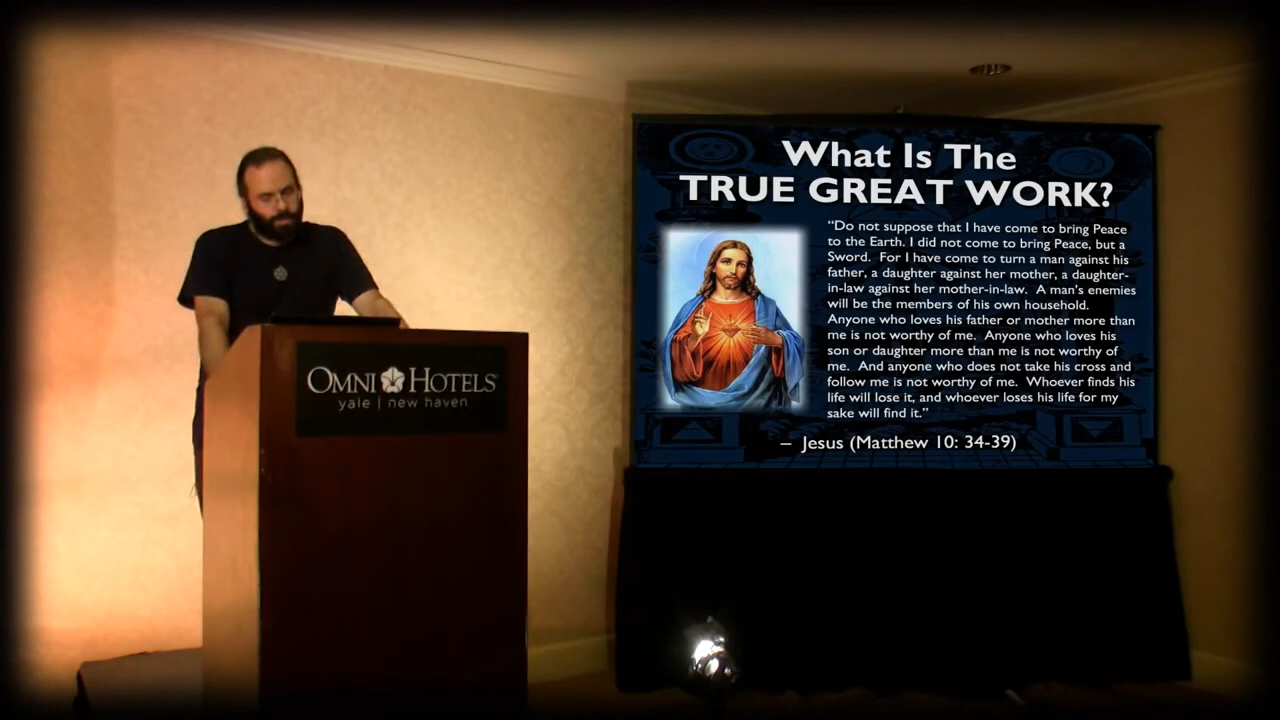 OMNI HOTELS
yale | new haven
What Is The
TRUE GREAT WORK?
“Do not suppose that I have come to bring Peace
to the Earth. I did not come to bring Peace, but a
Sword.  For I have come to turn a man against his
father, a daughter against her mother, a daughter-
in-law against her mother-in-law.  A man’s enemies
will be the members of his own household.
Anyone who loves his father or mother more than
me is not worthy of me.  Anyone who loves his
son or daughter more than me is not worthy of
me.  And anyone who does not take his cross and
follow me is not worthy of me.  Whoever finds his
life will lose it, and whoever loses his life for my
sake will find it.”
– Jesus (Matthew 10: 34-39)